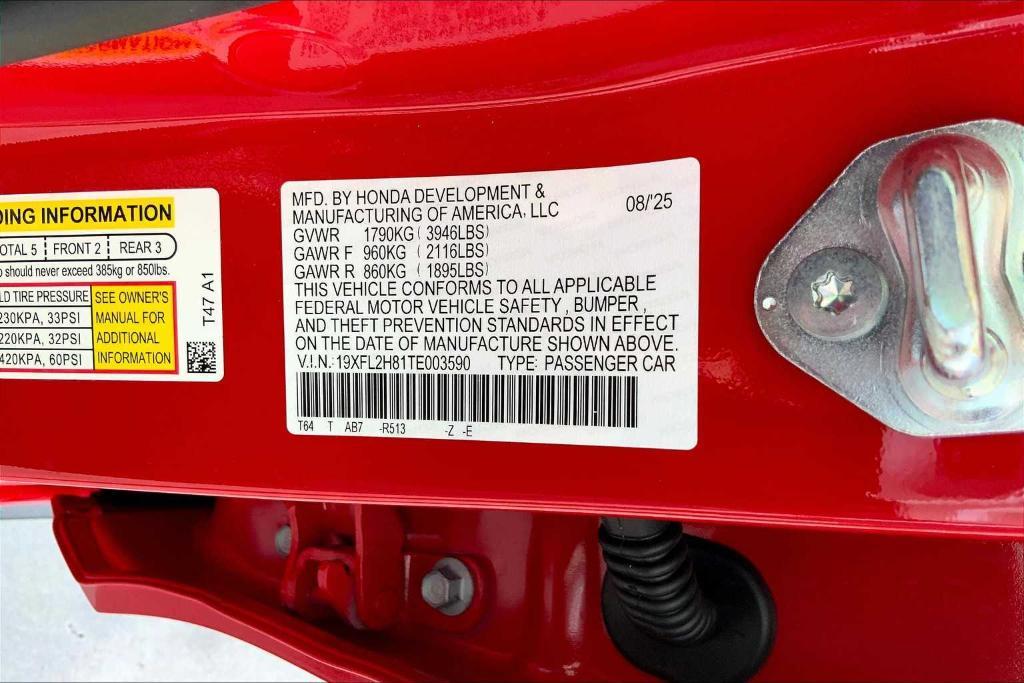 DING INFORMATION
OTAL 5 FRONT 2 REAR 3
should never exceed 385kg or 850lbs.
LD TIRE PRESSURE SEE OWNER'S
230KPA, 33PSI MANUAL FOR
220KPA, 32PSI ADDITIONAL
420KPA, 60PSI INFORMATION
T47 A1
MFD. BY HONDA DEVELOPMENT &
MANUFACTURING OF AMERICA, LLC 08/'25
GVWR 1790KG (3946LBS)
GAWR F 960KG (2116LBS)
GAWR R 860KG (1895LBS)
THIS VEHICLE CONFORMS TO ALL APPLICABLE
FEDERAL MOTOR VEHICLE SAFETY, BUMPER,
AND THEFT PREVENTION STANDARDS IN EFFECT
ON THE DATE OF MANUFACTURE SHOWN ABOVE.
V.I.N.:19XFL2H81TE003590 TYPE: PASSENGER CAR
T64 T AB7 -R513 -Z -E